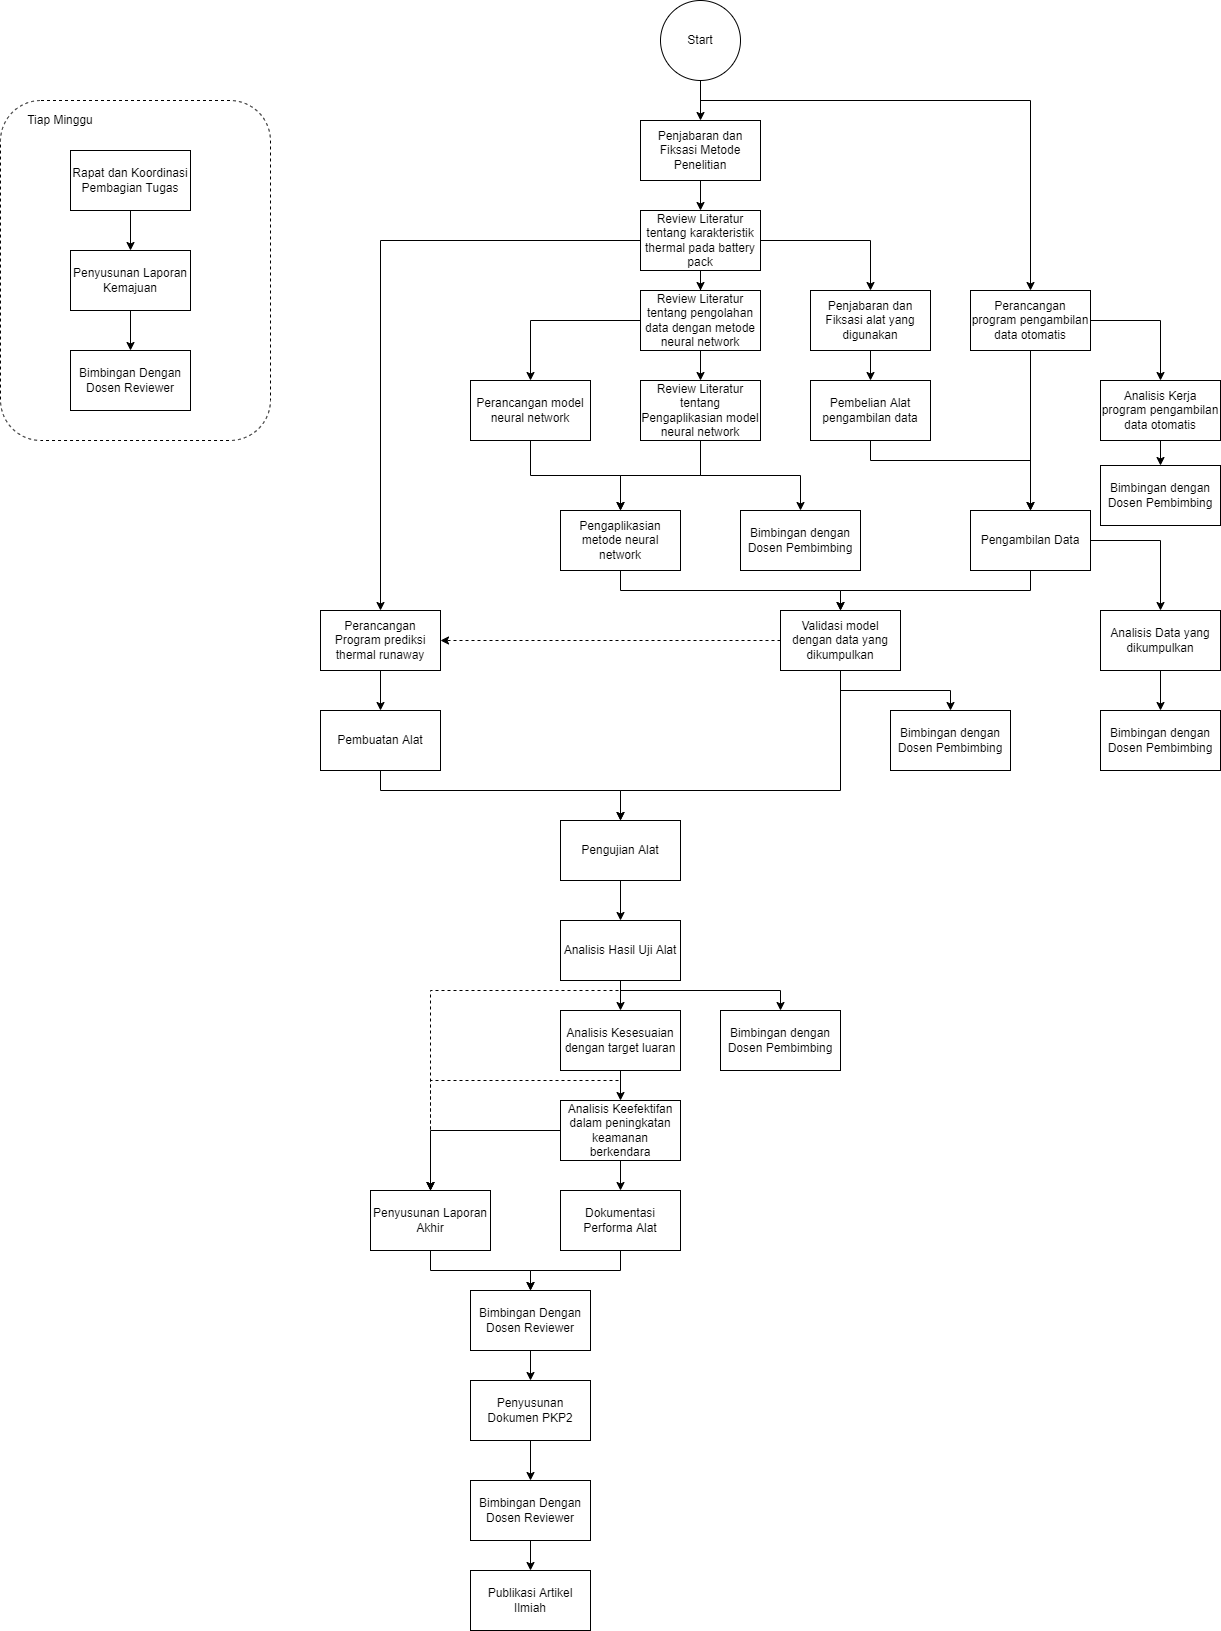 Start
Tiap Minggu
Rapat dan Koordinasi
Pembagian Tugas
Penyusunan Laporan
Kemajuan
Bimbingan Dengan
Dosen Reviewer
Penjabaran dan
Fiksasi Metode
Penelitian
Review Literatur
tentang karakteristik
thermal pada battery
pack
Review Literatur
tentang pengolahan
data dengan metode
neural network
Penjabaran dan
Fiksasi alat yang
digunakan
Perancangan
program pengambilan
data otomatis
Perancangan model
neural network
Review Literatur
tentang
Pengaplikasian model
neural network
Pembelian Alat
pengambilan data
Analisis Kerja
program pengambilan
data otomatis
Bimbingan dengan
Dosen Pembimbing
Pengaplikasian
metode neural
network
Bimbingan dengan
Dosen Pembimbing
Pengambilan Data
Perancangan
Program prediksi
thermal runaway
Validasi model
dengan data yang
dikumpulkan
Analisis Data yang
dikumpulkan
Pembuatan Alat
Bimbingan dengan
Dosen Pembimbing
Bimbingan dengan
Dosen Pembimbing
Pengujian Alat
Analisis Hasil Uji Alat
Analisis Kesesuaian
dengan target luaran
Bimbingan dengan
Dosen Pembimbing
Analisis Keefektifan
dalam peningkatan
keamanan
berkendara
Penyusunan Laporan
Akhir
Dokumentasi
Performa Alat
Bimbingan Dengan
Dosen Reviewer
Penyusunan
Dokumen PKP2
Bimbingan Dengan
Dosen Reviewer
Publikasi Artikel
Ilmiah